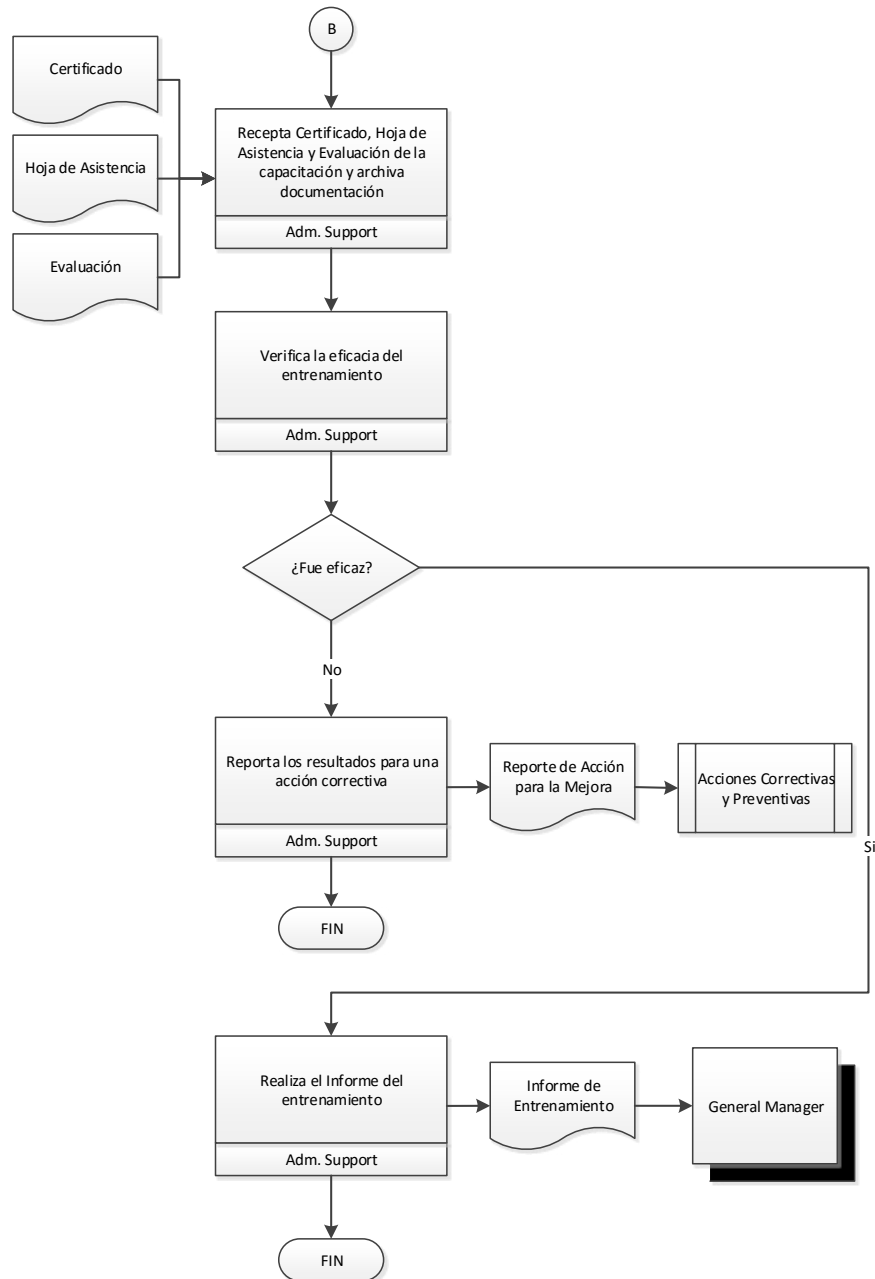 B
Certificado
Hoja de Asistencia
Evaluación
Recepta Certificado, Hoja de
Asistencia y Evaluación de la
capacitación y archiva
documentación
Adm. Support
Verifica la eficacia del
entrenamiento
Adm. Support
¿Fue eficaz?
No
Si
Reporta los resultados para una
acción correctiva
Adm. Support
Reporte de Acción
para la Mejora
Acciones Correctivas
y Preventivas
FIN
Realiza el Informe del
entrenamiento
Adm. Support
Informe de
Entrenamiento
General Manager
FIN